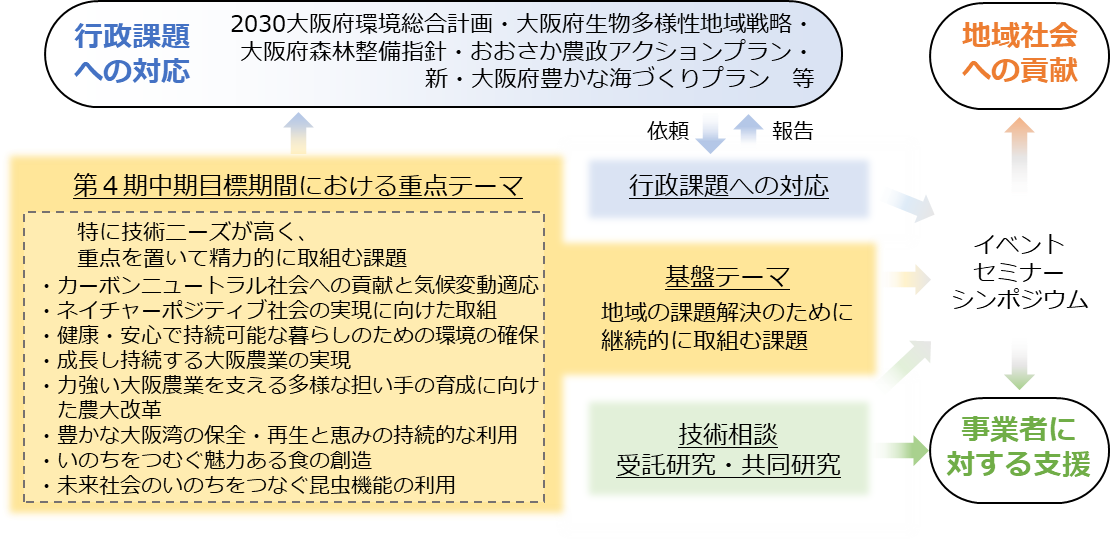 行政課題
への対応
2030大阪府環境総合計画・大阪府生物多様性地域戦略・
大阪府森林整備指針・おおさか農政アクションプラン・
新・大阪府豊かな海づくりプラン　等
地域社会
への貢献
依頼
報告
第４期中期目標期間における重点テーマ
特に技術ニーズが高く、
重点を置いて精力的に取組む課題
・カーボンニュートラル社会への貢献と気候変動適応
・ネイチャーポジティブ社会の実現に向けた取組
・健康・安心で持続可能な暮らしのための環境の確保
・成長し持続する大阪農業の実現
・力強い大阪農業を支える多様な担い手の育成に向け
た農大改革
・豊かな大阪湾の保全・再生と恵みの持続的な利用
・いのちをつむぐ魅力ある食の創造
・未来社会のいのちをつなぐ昆虫機能の利用
行政課題への対応
基盤テーマ
地域の課題解決のために
継続的に取組む課題
技術相談
受託研究・共同研究
イベント
セミナー
シンポジウム
事業者に
対する支援